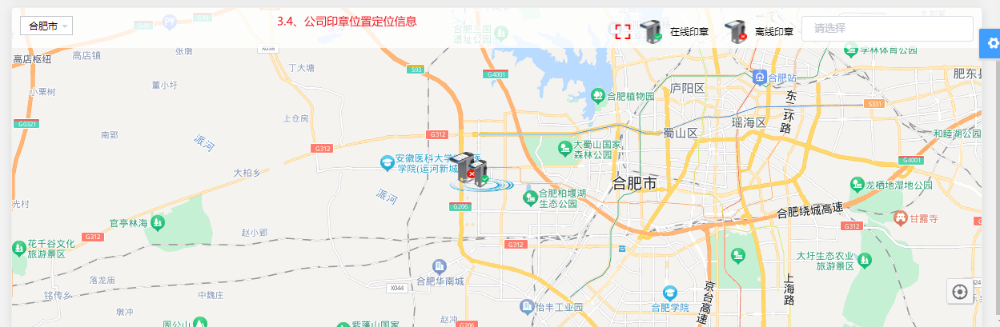 合肥市
3.4、公司印章位置定位信息
在线印章
离线印章
请选择
X038
高店枢纽
高店镇
张墩
丁大塘
S93
G4001
学林体育公园
肥东县
合肥站
董小圩
小栗树
合肥植物园
庐阳区
东二环路
S331
上仓房
G0321
南郢
G312
瑶海区
蜀山区
和睦湖公园
派河
G312
大蜀山国家
森林公园
安徽医科大学
学院(运河新城
G4001
大柏乡
合肥市
龙栖地湿地公园
派河
合肥柏堰湖
生态公园
光村
G206
合肥绕城高速
甘露寺
官亭林海
G312
赵小郢
G312
花千谷文化
旅游景区
G312
大圩生态农业
旅游景区
落龙庙
合肥华南城
X044
上海路
京台高速
铭传乡
中魏庄
合肥学院
怡丰工业园
墩冲
周公山
紫蓬山国家
赵冲
G206